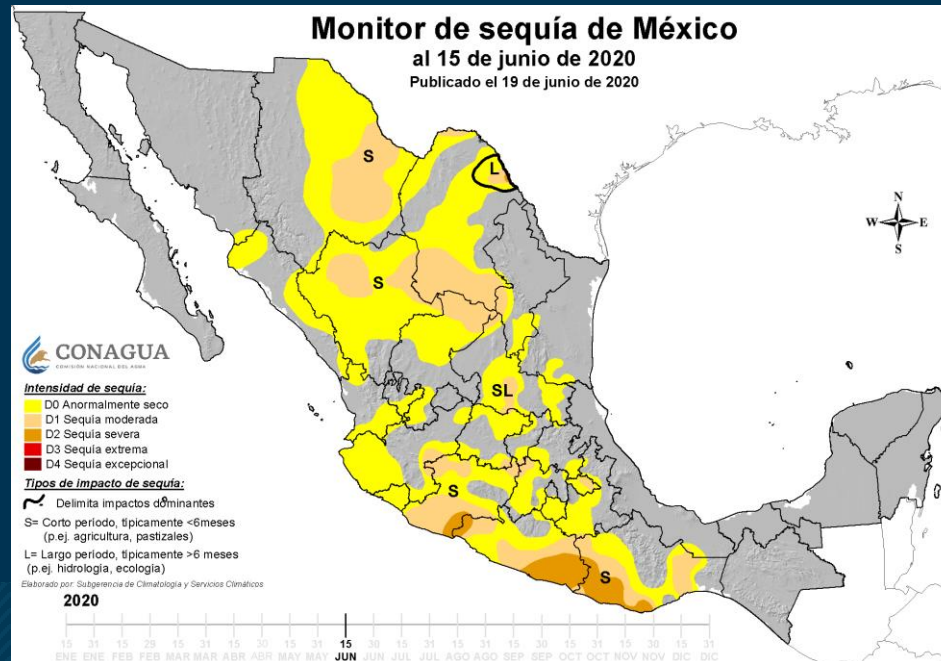 Monitor de sequía de México
al 15 de junio de 2020
Publicado el 19 de junio de 2020
S
L
N
W E
S
S
SL
S
S
CONAGUA
COMISIÓN NACIONAL DEL AGUA
Intensidad de sequía:
D0 Anormalmente seco
D1 Sequía moderada
D2 Sequía severa
D3 Sequía extrema
D4 Sequía excepcional
Tipos de impacto de sequía:
Delimita impactos dominantes
S= Corto periodo, típicamente <6meses
(p.ej. agricultura, pastizales)
L= Largo periodo, típicamente >6 meses
(p.ej. hidrología, ecología)
Elaborado por: Subgerencia de Climatología y Servicios Climáticos
2020
15 31 15 29 15 31 15 30 15 31 15 30 15 31 15 31 15 30 15 31 15 30 15 31
ENE ENE FEB FEB MAR MAR ABR ABR MAY MAY JUN JUN JUL JUL AGO AGO SEP SEP OCT OCT NOV NOV DIC DIC